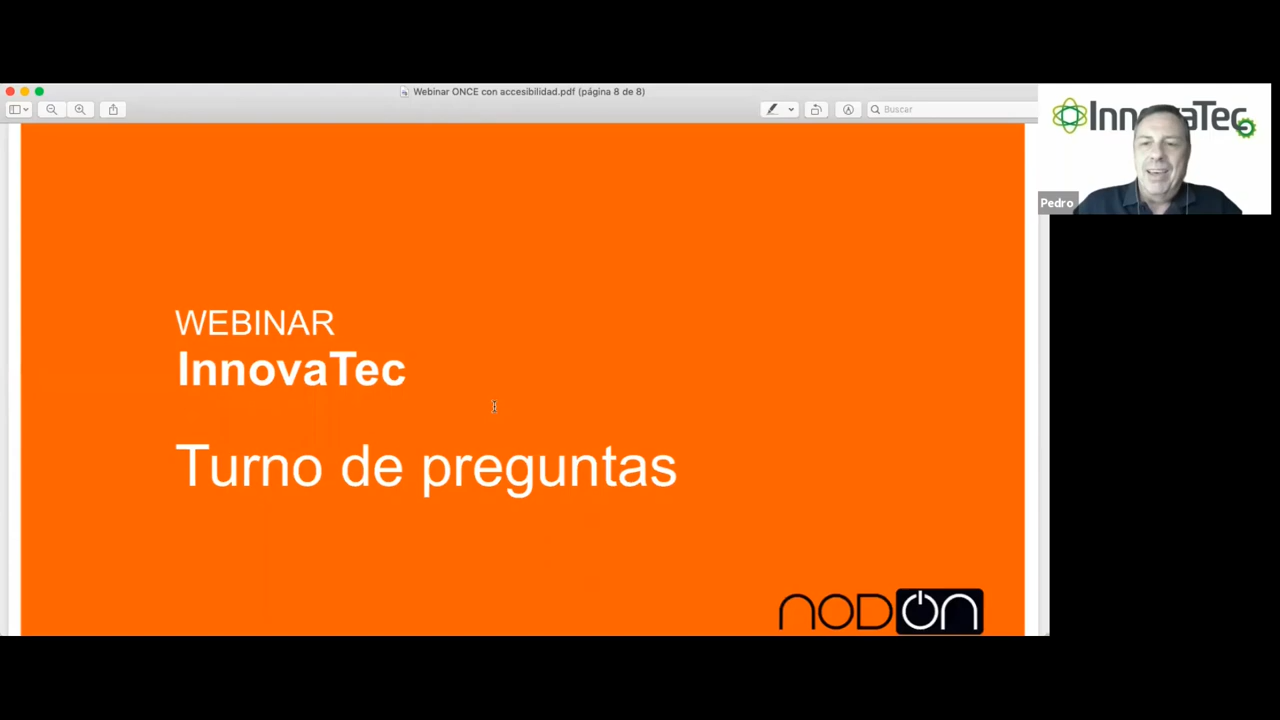 Webinar ONCE con accesibilidad.pdf (página 8 de 8)
Buscar
InnovaTec
Pedro
WEBINAR
InnovaTec
Turno de preguntas
NODON